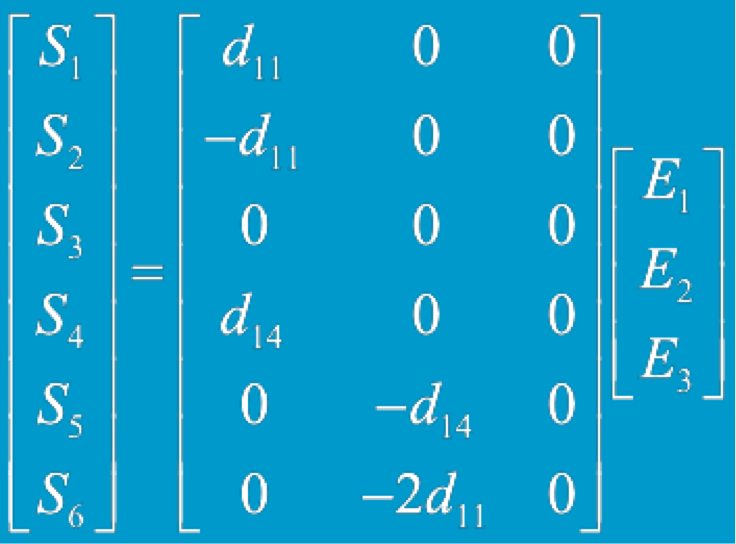 S₁ d₁₁ 0 0
S₂ -d₁₁ 0 0 E₁
S₃ 0 0 0
= E₂
S₄ d₁₄ 0 0
E₃
S₅ 0 -d₁₄ 0
S₆ 0 -2d₁₁ 0